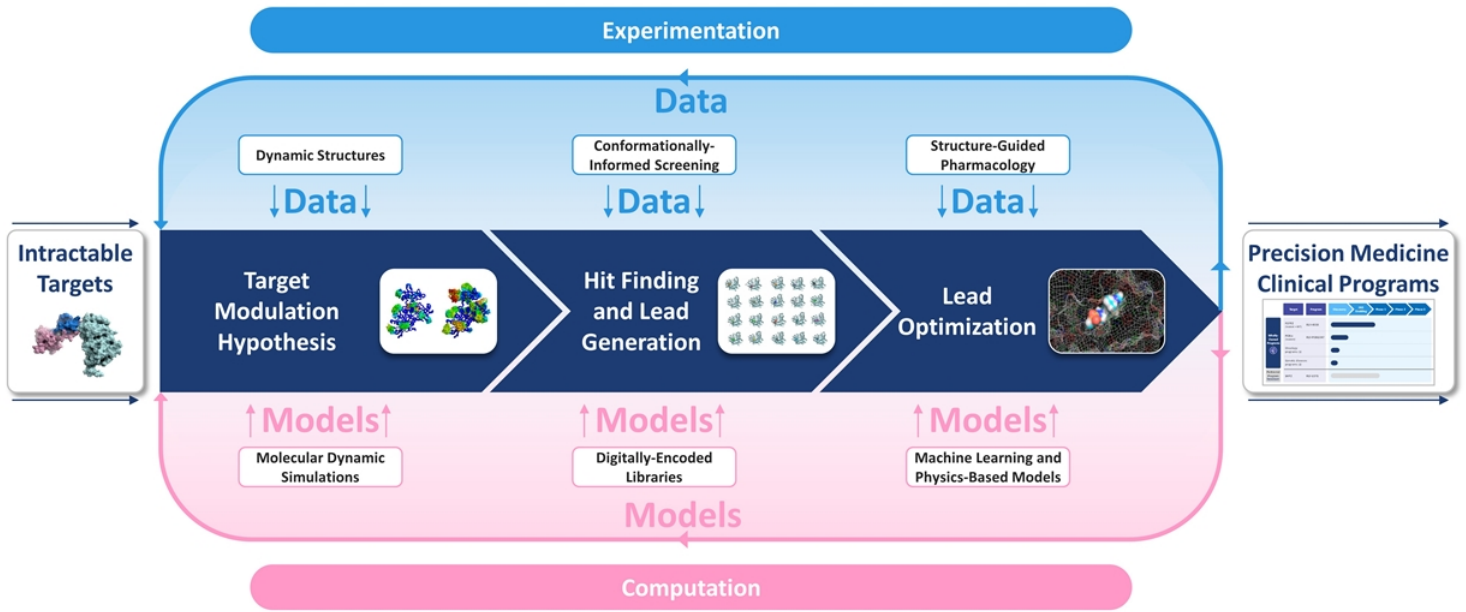 Experimentation
Data
Dynamic Structures
Conformationally-
Informed Screening
Structure-Guided
Pharmacology
Data
Data
Data
Intractable
Targets
Target
Modulation
Hypothesis
Hit Finding
and Lead
Generation
Lead
Optimization
Precision Medicine
Clinical Programs
Target
Program
Models
Models
Models
Molecular Dynamic
Simulations
Digitally-Encoded
Libraries
Machine Learning and
Physics-Based Models
Models
Computation